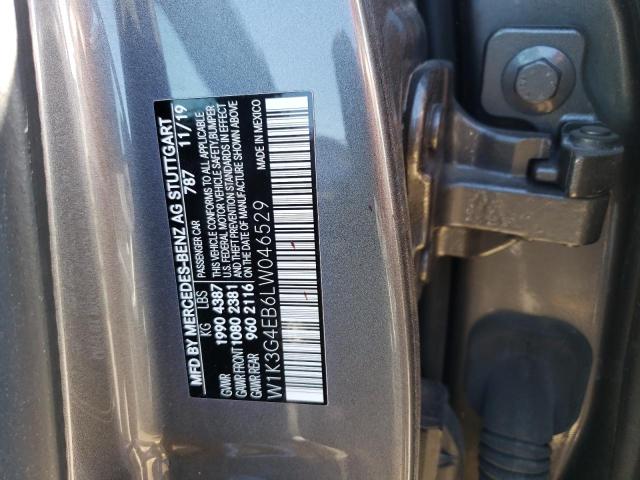 MFD BY MERCEDES-BENZ AG STUTTGART
787 11/19
KG LBS PASSENGER CAR
GWR 1990 4387 THIS VEHICLE CONFORMS TO ALL APPLICABLE
GAWR FRONT 1080 2381 U.S. FEDERAL MOTOR VEHICLE SAFETY, BUMPER
GAWR REAR 960 2116 AND THEFT PREVENTION STANDARDS IN EFFECT
ON THE DATE OF MANUFACTURE SHOWN ABOVE
W1K3G4EB6LW046529 MADE IN MEXICO